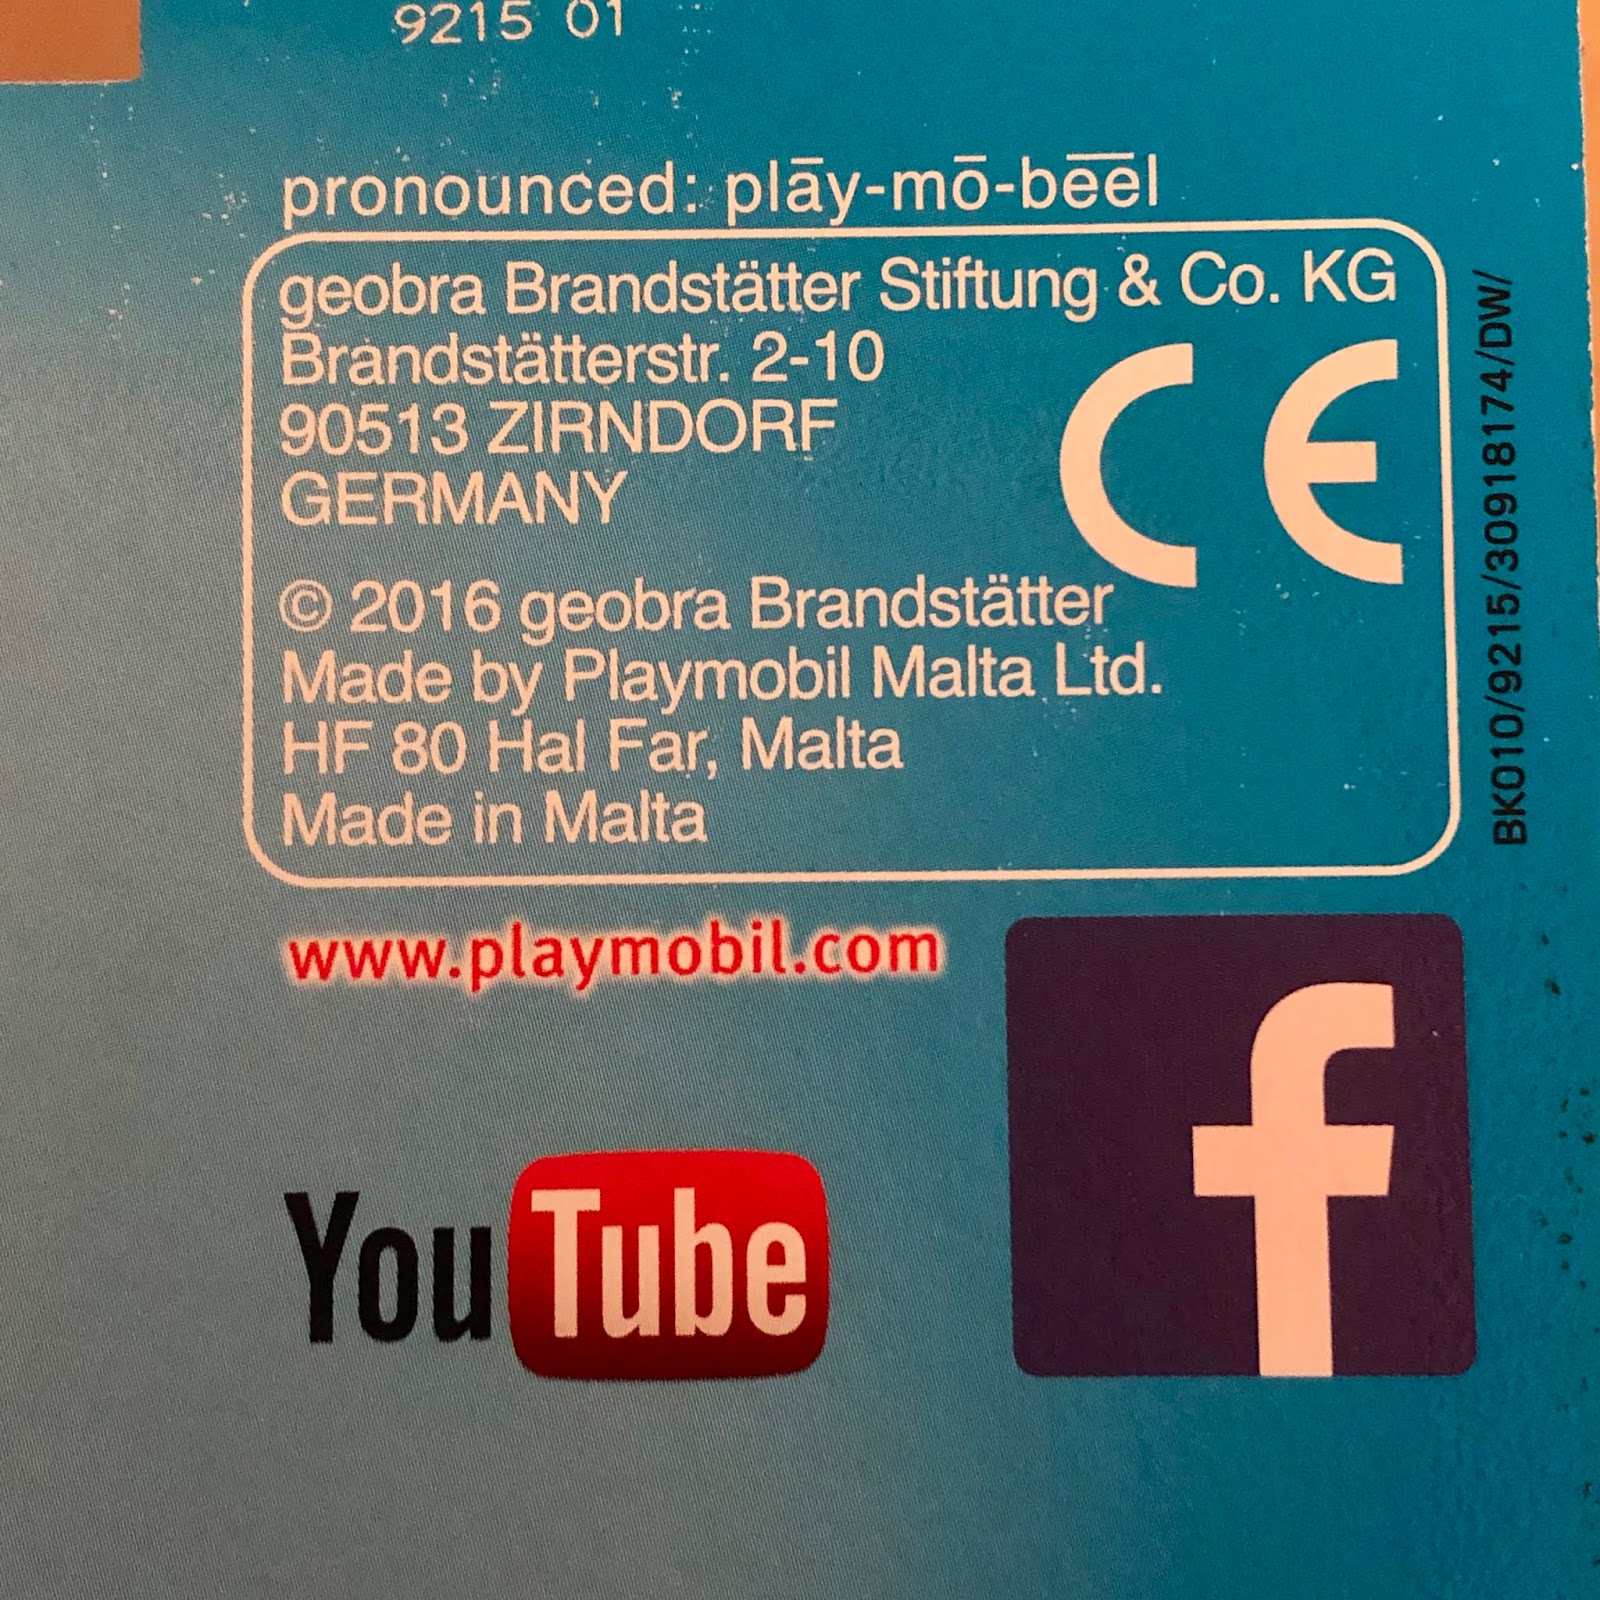 9215 01
pronounced: plāy-mō-bēēl
geobra Brandstätter Stiftung & Co. KG
Brandstätterstr. 2-10
90513 ZIRNDORF
GERMANY
CE
© 2016 geobra Brandstätter
Made by Playmobil Malta Ltd.
HF 80 Hal Far, Malta
Made in Malta
BK010/9215/30918174/DW/
www.playmobil.com
f
YouTube